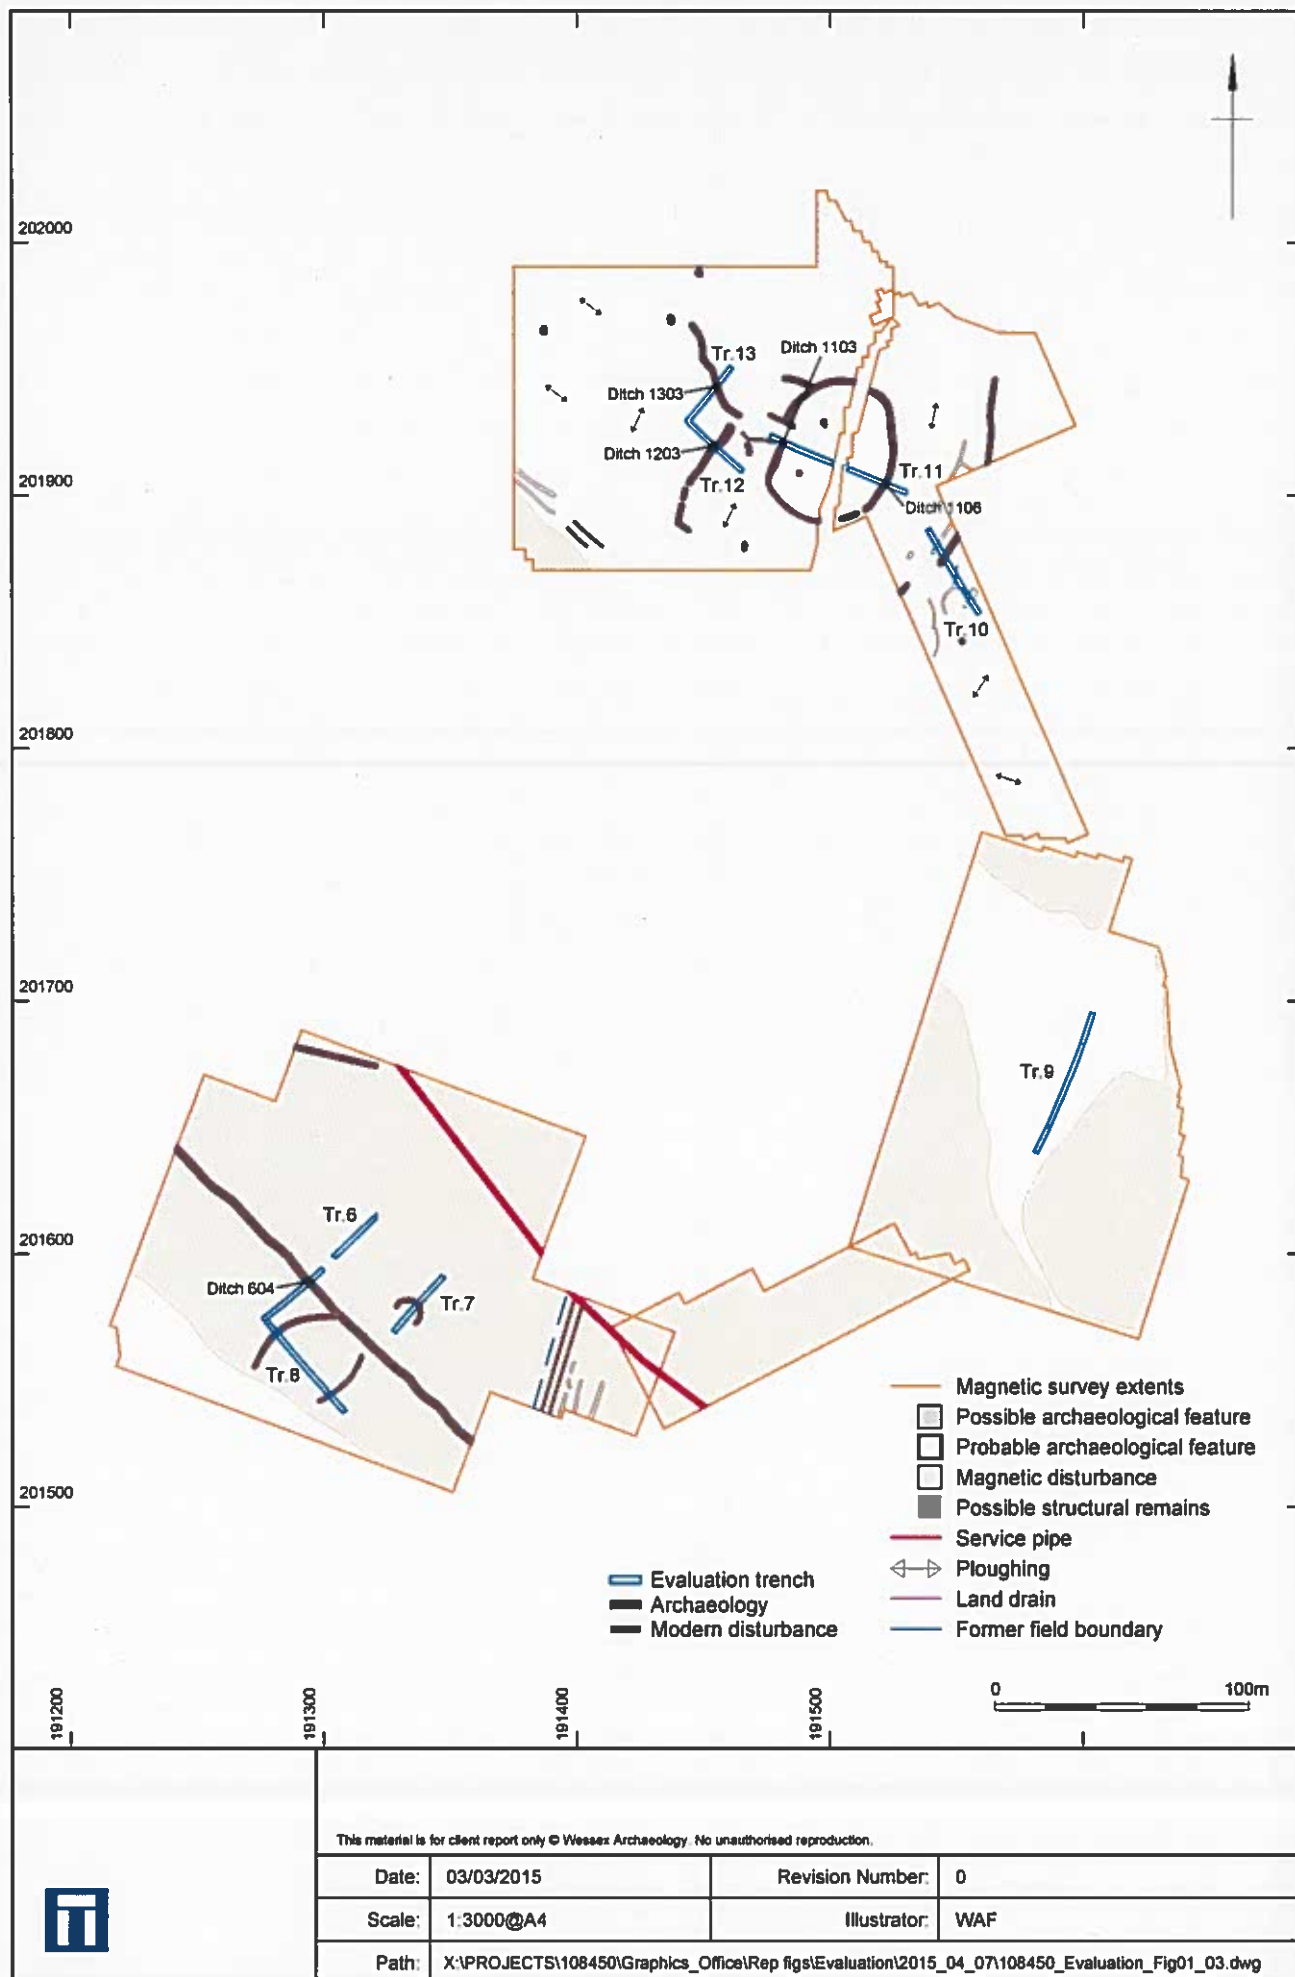 202000
Tr.13
Ditch 1103
Ditch 1303
Ditch 1203
Tr.12
Tr.11
201900
Ditch 1106
Tr.10
201800
201700
Tr.9
Tr.6
201600
Ditch 604
Tr.7
Tr.8
201500
Magnetic survey extents
Possible archaeological feature
Probable archaeological feature
Magnetic disturbance
Possible structural remains
Service pipe
Ploughing
Land drain
Former field boundary
Evaluation trench
Archaeology
Modern disturbance
0 100m
191200
191300
191400
191500
This material is for client report only © Wessex Archaeology. No unauthorised reproduction.
Date: 03/03/2015 Revision Number: 0
Scale: 1:3000@A4 Illustrator: WAF
Path: X:\PROJECTS\108450\Graphics_Office\Rep figs\Evaluation\2015_04_07\108450_Evaluation_Fig01_03.dwg